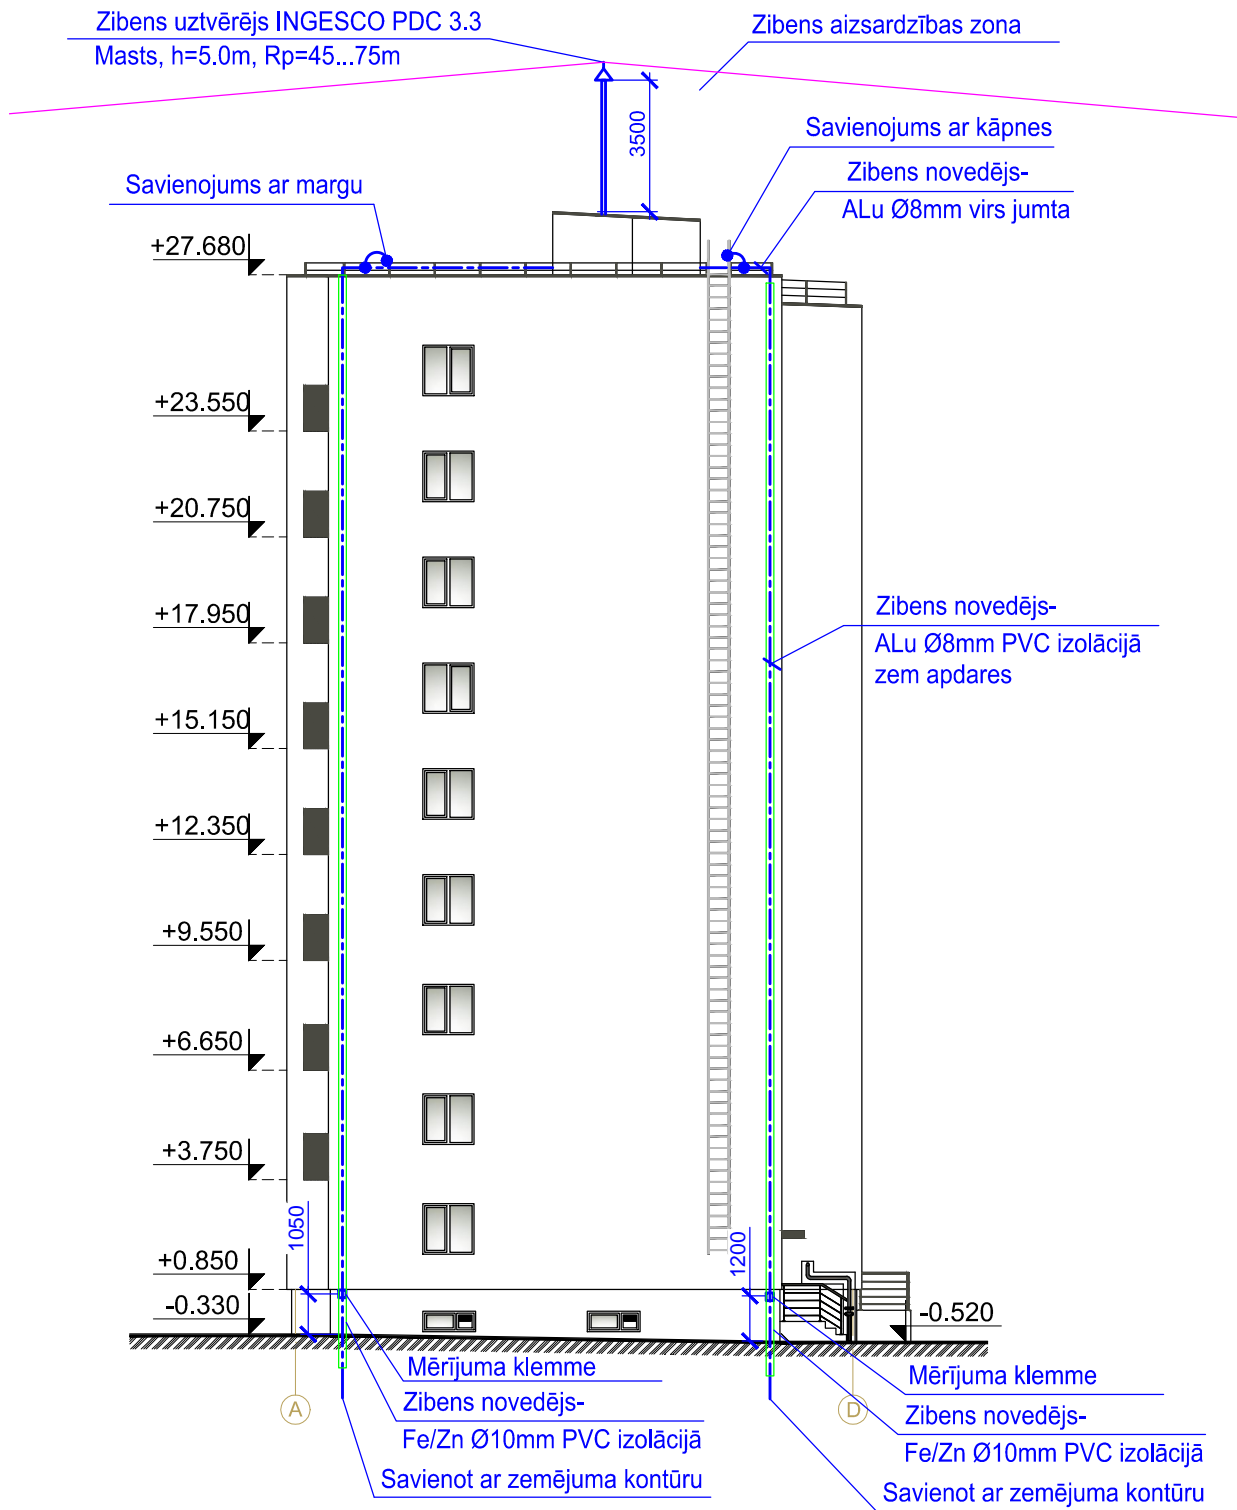 Zibens uztvērējs INGESCO PDC 3.3
Masts, h=5.0m, Rp=45...75m
Zibens aizsardzības zona
3500
Savienojums ar kāpnes
Savienojums ar margu
Zibens novedējs-
ALu Ø8mm virs jumta
+27.680
+23.550
+20.750
+17.950
Zibens novedējs-
ALu Ø8mm PVC izolācijā
zem apdares
+15.150
+12.350
+9.550
+6.650
+3.750
1050
1200
+0.850
-0.330
-0.520
Mērījuma klemme
Zibens novedējs-
Fe/Zn Ø10mm PVC izolācijā
Savienot ar zemējuma kontūru
A
D
Mērījuma klemme
Zibens novedējs-
Fe/Zn Ø10mm PVC izolācijā
Savienot ar zemējuma kontūru